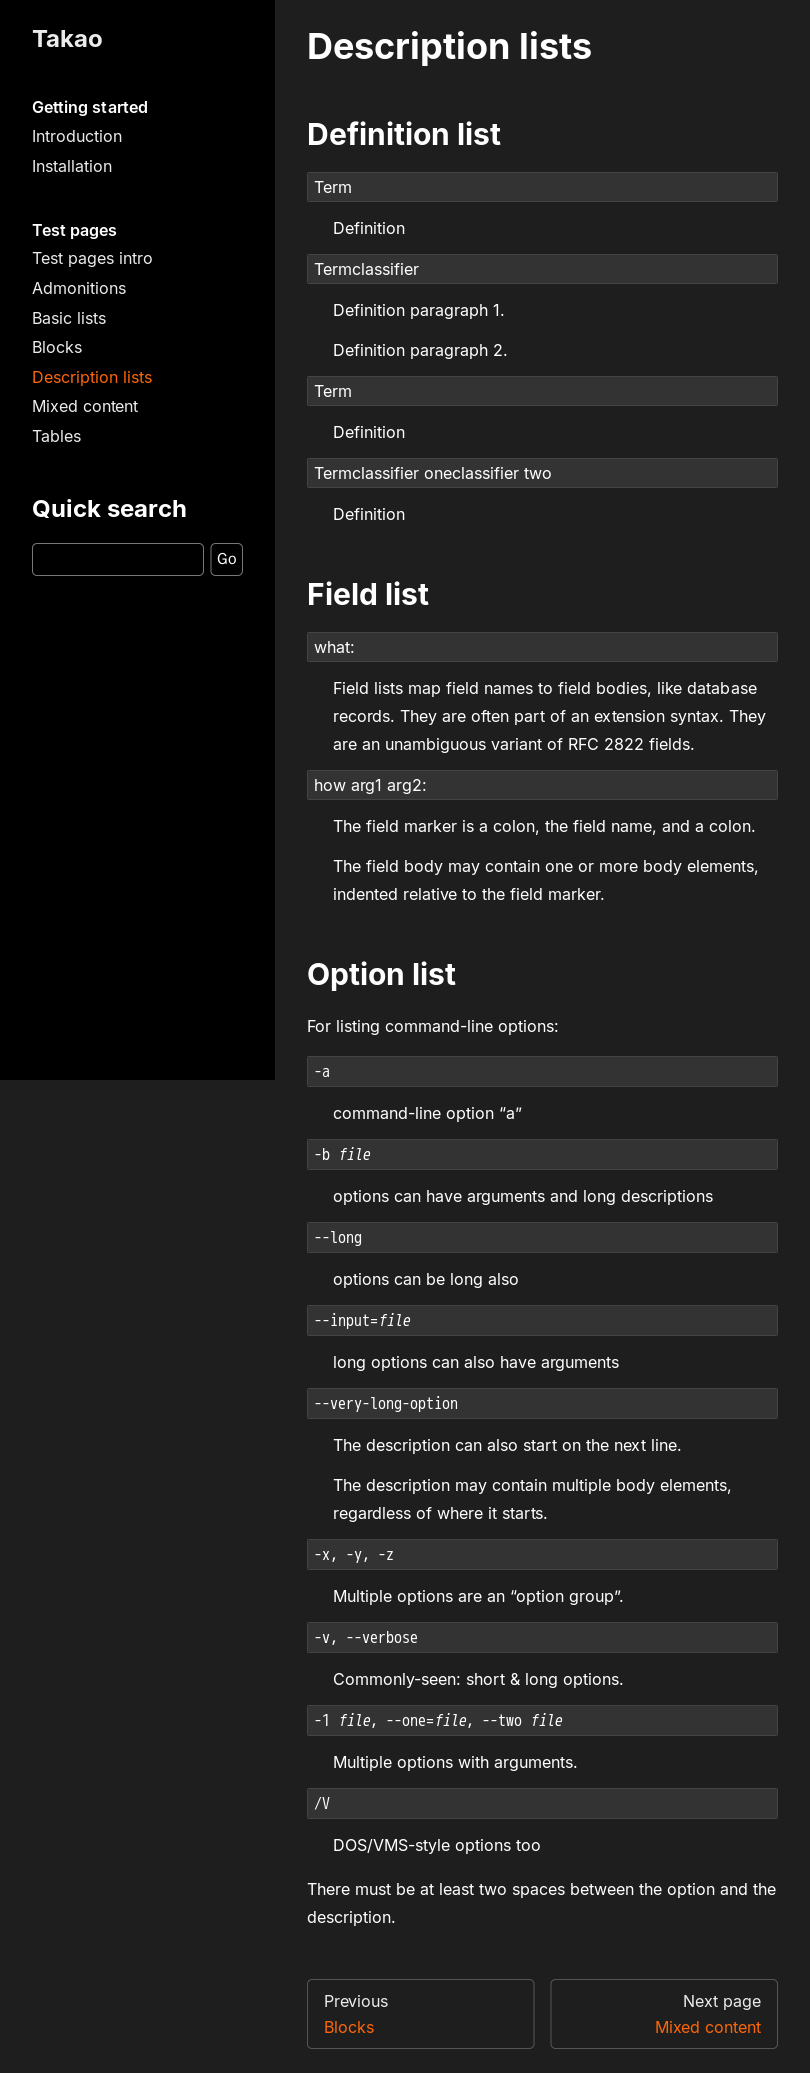 Takao
Getting started
Introduction
Installation
Test pages
Test pages intro
Admonitions
Basic lists
Blocks
Description lists
Mixed content
Tables
Quick search
Go
Description lists
Definition list
Term
Definition
Termclassifier
Definition paragraph 1.
Definition paragraph 2.
Term
Definition
Termclassifier oneclassifier two
Definition
Field list
what:
Field lists map field names to field bodies, like database
records. They are often part of an extension syntax. They
are an unambiguous variant of RFC 2822 fields.
how arg1 arg2:
The field marker is a colon, the field name, and a colon.
The field body may contain one or more body elements,
indented relative to the field marker.
Option list
For listing command-line options:
-a
command-line option “a”
-b file
options can have arguments and long descriptions
--long
options can be long also
--input=file
long options can also have arguments
--very-long-option
The description can also start on the next line.
The description may contain multiple body elements,
regardless of where it starts.
-x, -y, -z
Multiple options are an “option group”.
-v, --verbose
Commonly-seen: short & long options.
-1 file, --one=file, --two file
Multiple options with arguments.
/V
DOS/VMS-style options too
There must be at least two spaces between the option and the
description.
Previous
Blocks
Next page
Mixed content